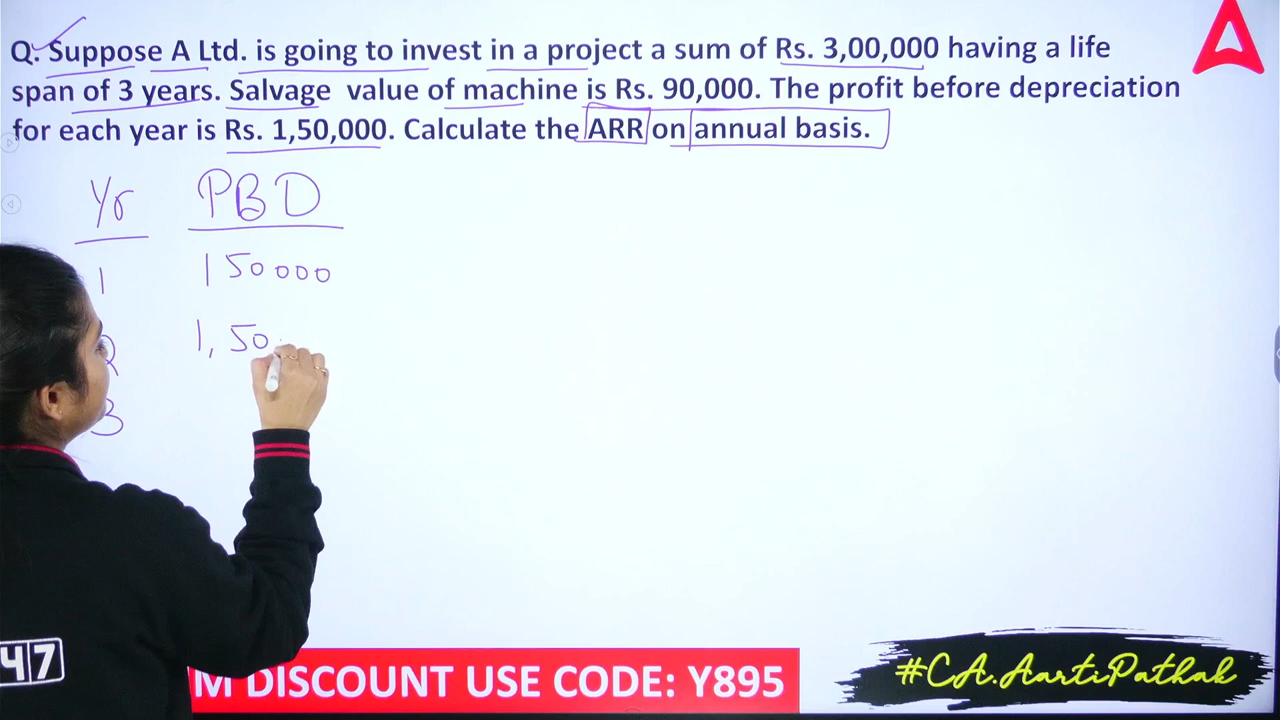 Q. Suppose A Ltd. is going to invest in a project a sum of Rs. 3,00,000 having a life
span of 3 years. Salvage value of machine is Rs. 90,000. The profit before depreciation
for each year is Rs. 1,50,000. Calculate the ARR on annual basis.
Yr PBD
1 150000
2 1,50
3
47
M DISCOUNT USE CODE: Y895
#CA.AartiPathak